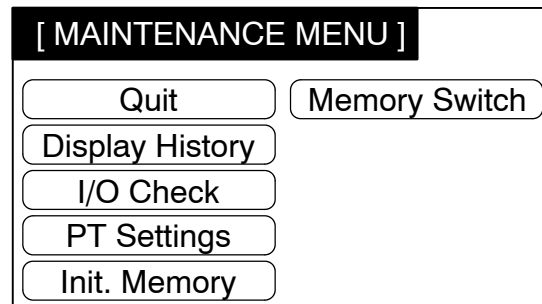 [ MAINTENANCE MENU ]
Quit Memory Switch
Display History
I/O Check
PT Settings
Init. Memory